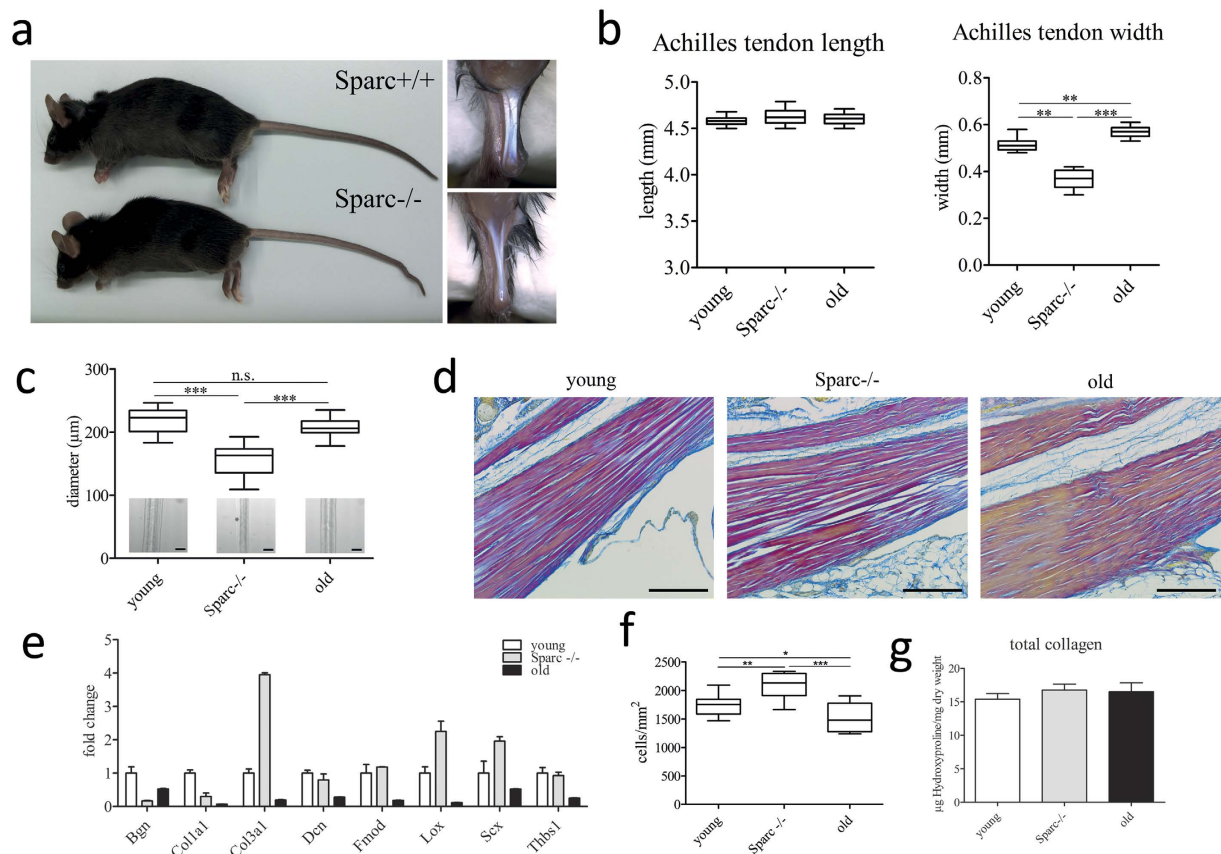 a
Sparc+/+
Sparc-/-
b
Achilles tendon length
length (mm)
5.0
4.5
4.0
3.5
3.0
young
Sparc-/-
old
Achilles tendon width
width (mm)
0.8
0.6
0.4
0.2
0.0
**
** ***
young
Sparc-/-
old
c
diameter (µm)
300
200
100
0
n.s.
*** ***
young
Sparc-/-
old
d
young
Sparc-/-
old
e
fold change
5
4
3
2
1
0
young
Sparc -/-
old
Bgn
Col1a1
Col3a1
Dcn
Fmod
Lox
Scx
Thbs1
f
cells/mm²
2500
2000
1500
1000
500
0
*
** ***
young
Sparc -/-
old
g
total collagen
µg Hydroxyproline/mg dry weight
20
15
10
5
0
young
Sparc-/-
old